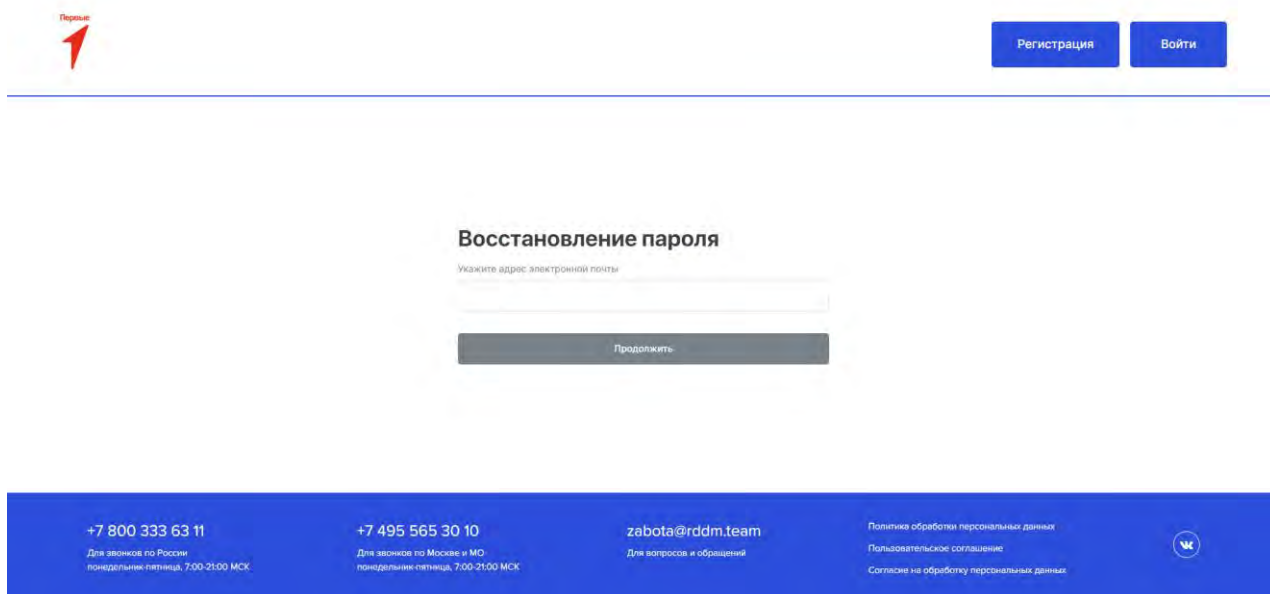 Первые
Регистрация
Войти
Восстановление пароля
Укажите адрес электронной почты
Продолжить
+7 800 333 63 11
Для звонков по России
понедельник-пятница, 7:00-21:00 МСК
+7 495 565 30 10
Для звонков по Москве и МО
понедельник-пятница, 7:00-21:00 МСК
zabota@rddm.team
Для вопросов и обращений
Политика обработки персональных данных
Пользовательское соглашение
Согласие на обработку персональных данных